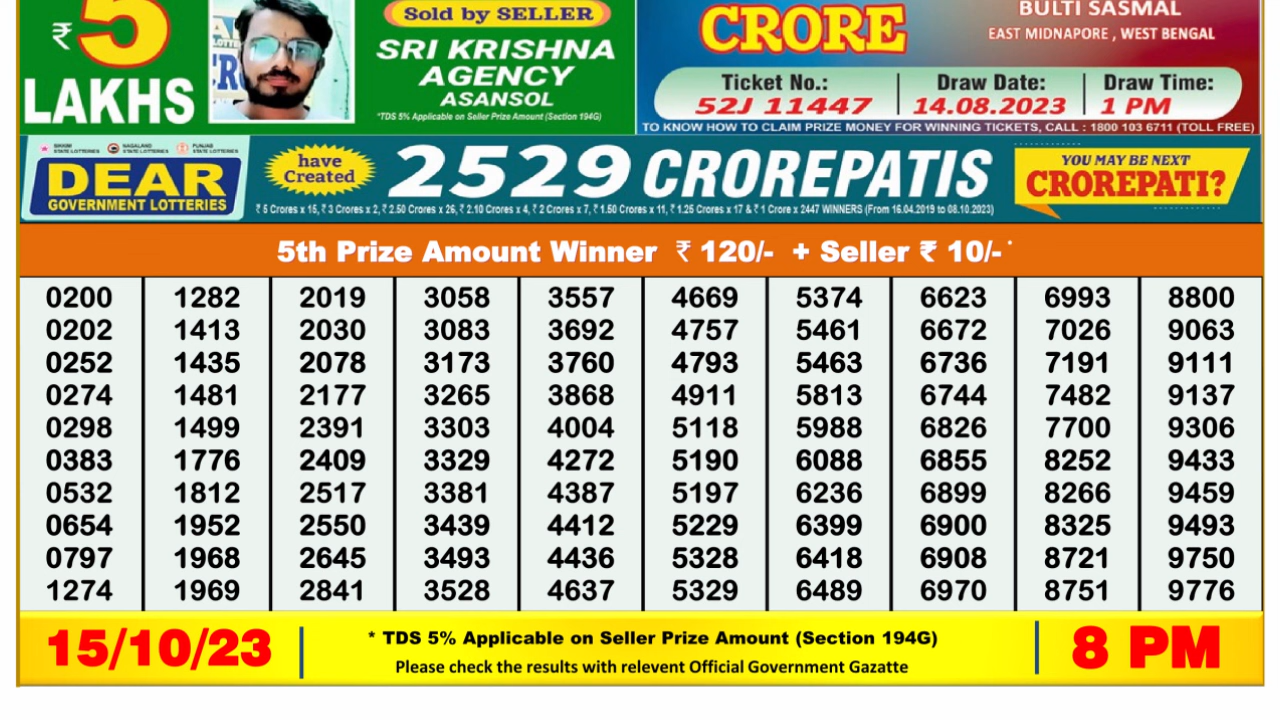 ₹ 5
LAKHS
Sold by SELLER
SRI KRISHNA
AGENCY
ASANSOL
*TDS 5% Applicable on Seller Prize Amount (Section 194G)
CRORE
BULTI SASMAL
EAST MIDNAPORE , WEST BENGAL
Ticket No.: Draw Date: Draw Time:
52J 11447 14.08.2023 1 PM
TO KNOW HOW TO CLAIM PRIZE MONEY FOR WINNING TICKETS, CALL : 1800 103 6711 (TOLL FREE)
SIKKIM STATE LOTTERIES NAGALAND STATE LOTTERIES PUNJAB STATE LOTTERIES
DEAR
GOVERNMENT LOTTERIES
have
Created
2529 CROREPATIS
₹ 5 Crores x 15, ₹ 3 Crores x 2, ₹ 2.50 Crores x 26, ₹ 2.10 Crores x 4, ₹ 2 Crores x 7, ₹ 1.50 Crores x 11, ₹ 1.25 Crores x 17 & ₹ 1 Crore x 2447 WINNERS (From 16.04.2019 to 08.10.2023)
YOU MAY BE NEXT
CROREPATI?
5th Prize Amount Winner ₹ 120/- + Seller ₹ 10/- *
0200 1282 2019 3058 3557 4669 5374 6623 6993 8800
0202 1413 2030 3083 3692 4757 5461 6672 7026 9063
0252 1435 2078 3173 3760 4793 5463 6736 7191 9111
0274 1481 2177 3265 3868 4911 5813 6744 7482 9137
0298 1499 2391 3303 4004 5118 5988 6826 7700 9306
0383 1776 2409 3329 4272 5190 6088 6855 8252 9433
0532 1812 2517 3381 4387 5197 6236 6899 8266 9459
0654 1952 2550 3439 4412 5229 6399 6900 8325 9493
0797 1968 2645 3493 4436 5328 6418 6908 8721 9750
1274 1969 2841 3528 4637 5329 6489 6970 8751 9776
15/10/23
* TDS 5% Applicable on Seller Prize Amount (Section 194G)
Please check the results with relevent Official Government Gazatte
8 PM